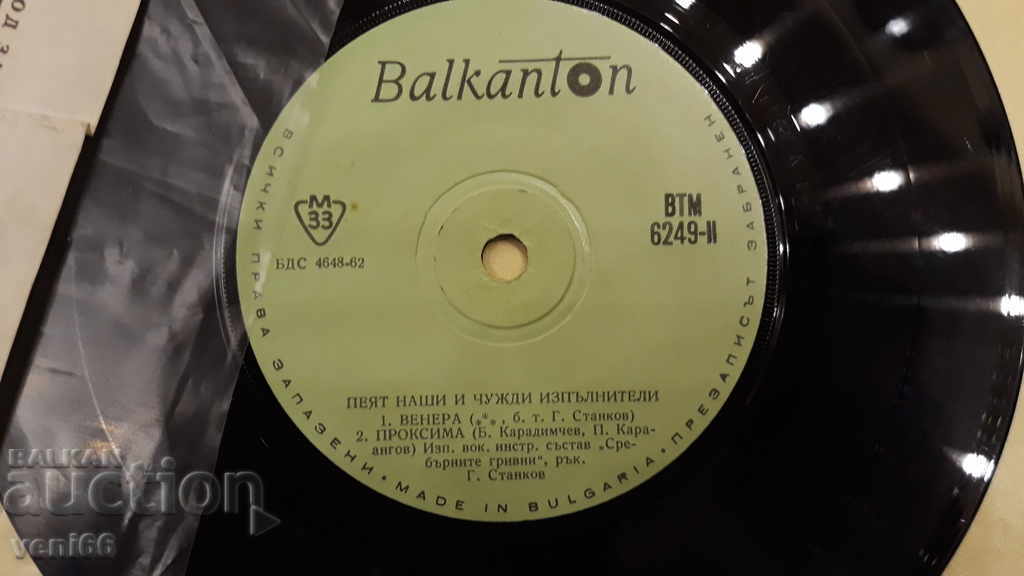 Balkanton
М
33
БДС 4648-62
ВТМ
6249-II
ПЕЯТ НАШИ И ЧУЖДИ ИЗПЪЛНИТЕЛИ
1. ВЕНЕРА (***, б. т. Г. Станков)
2. ПРОКСИМА (Б. Карадимчев, П. Кара-
ангов) Изп. вок. инстр. състав „Сре-
бърните гривни“, рък.
Г. Станков
ВСИЧКИ ПРАВА ЗАПАЗЕНИ • MADE IN BULGARIA • ПРЕЗАПИСЪТ ЗАБРАНЕН
BALKAN
auction
veni66